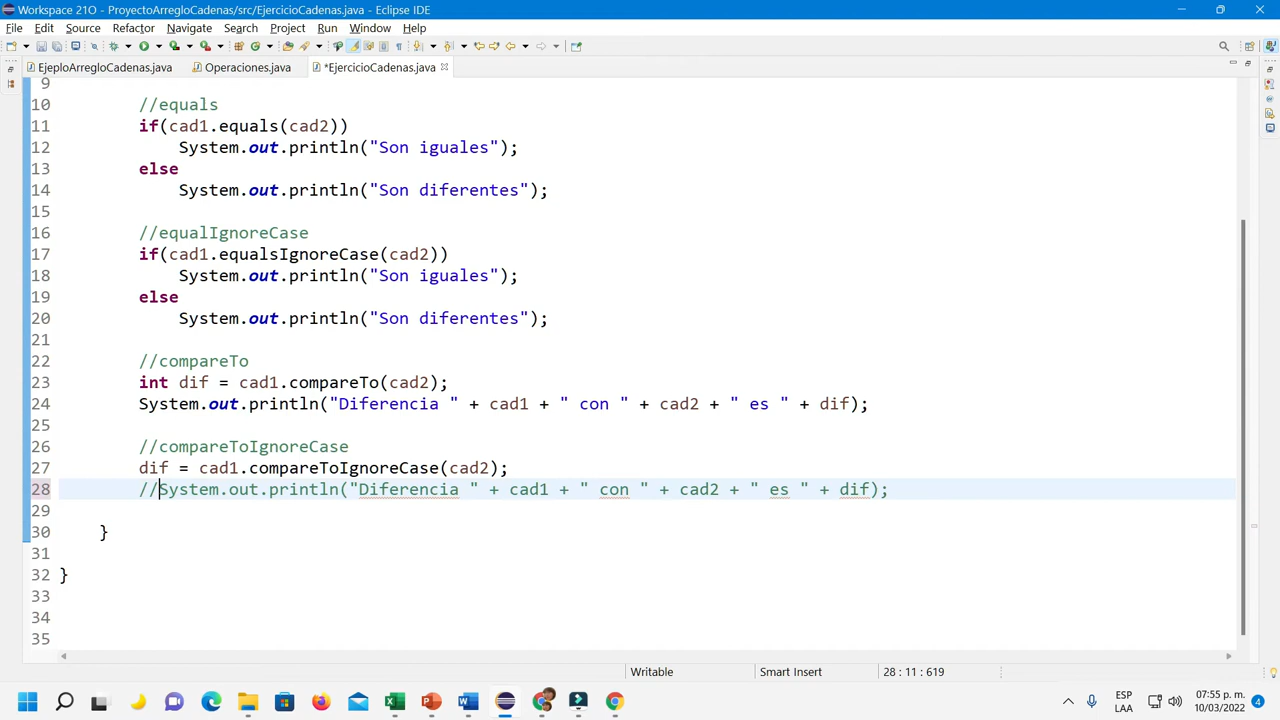 Workspace 21O - ProyectoArregloCadenas/src/EjercicioCadenas.java - Eclipse IDE
File Edit Source Refactor Navigate Search Project Run Window Help
EjeploArregloCadenas.java Operaciones.java *EjercicioCadenas.java
9
10 //equals
11 if(cad1.equals(cad2))
12 System.out.println("Son iguales");
13 else
14 System.out.println("Son diferentes");
15
16 //equalIgnoreCase
17 if(cad1.equalsIgnoreCase(cad2))
18 System.out.println("Son iguales");
19 else
20 System.out.println("Son diferentes");
21
22 //compareTo
23 int dif = cad1.compareTo(cad2);
24 System.out.println("Diferencia " + cad1 + " con " + cad2 + " es " + dif);
25
26 //compareToIgnoreCase
27 dif = cad1.compareToIgnoreCase(cad2);
28 //System.out.println("Diferencia " + cad1 + " con " + cad2 + " es " + dif);
29
30 }
31
32 }
33
34
35
Writable Smart Insert 28 : 11 : 619
ESP
LAA
07:55 p. m.
10/03/2022
4